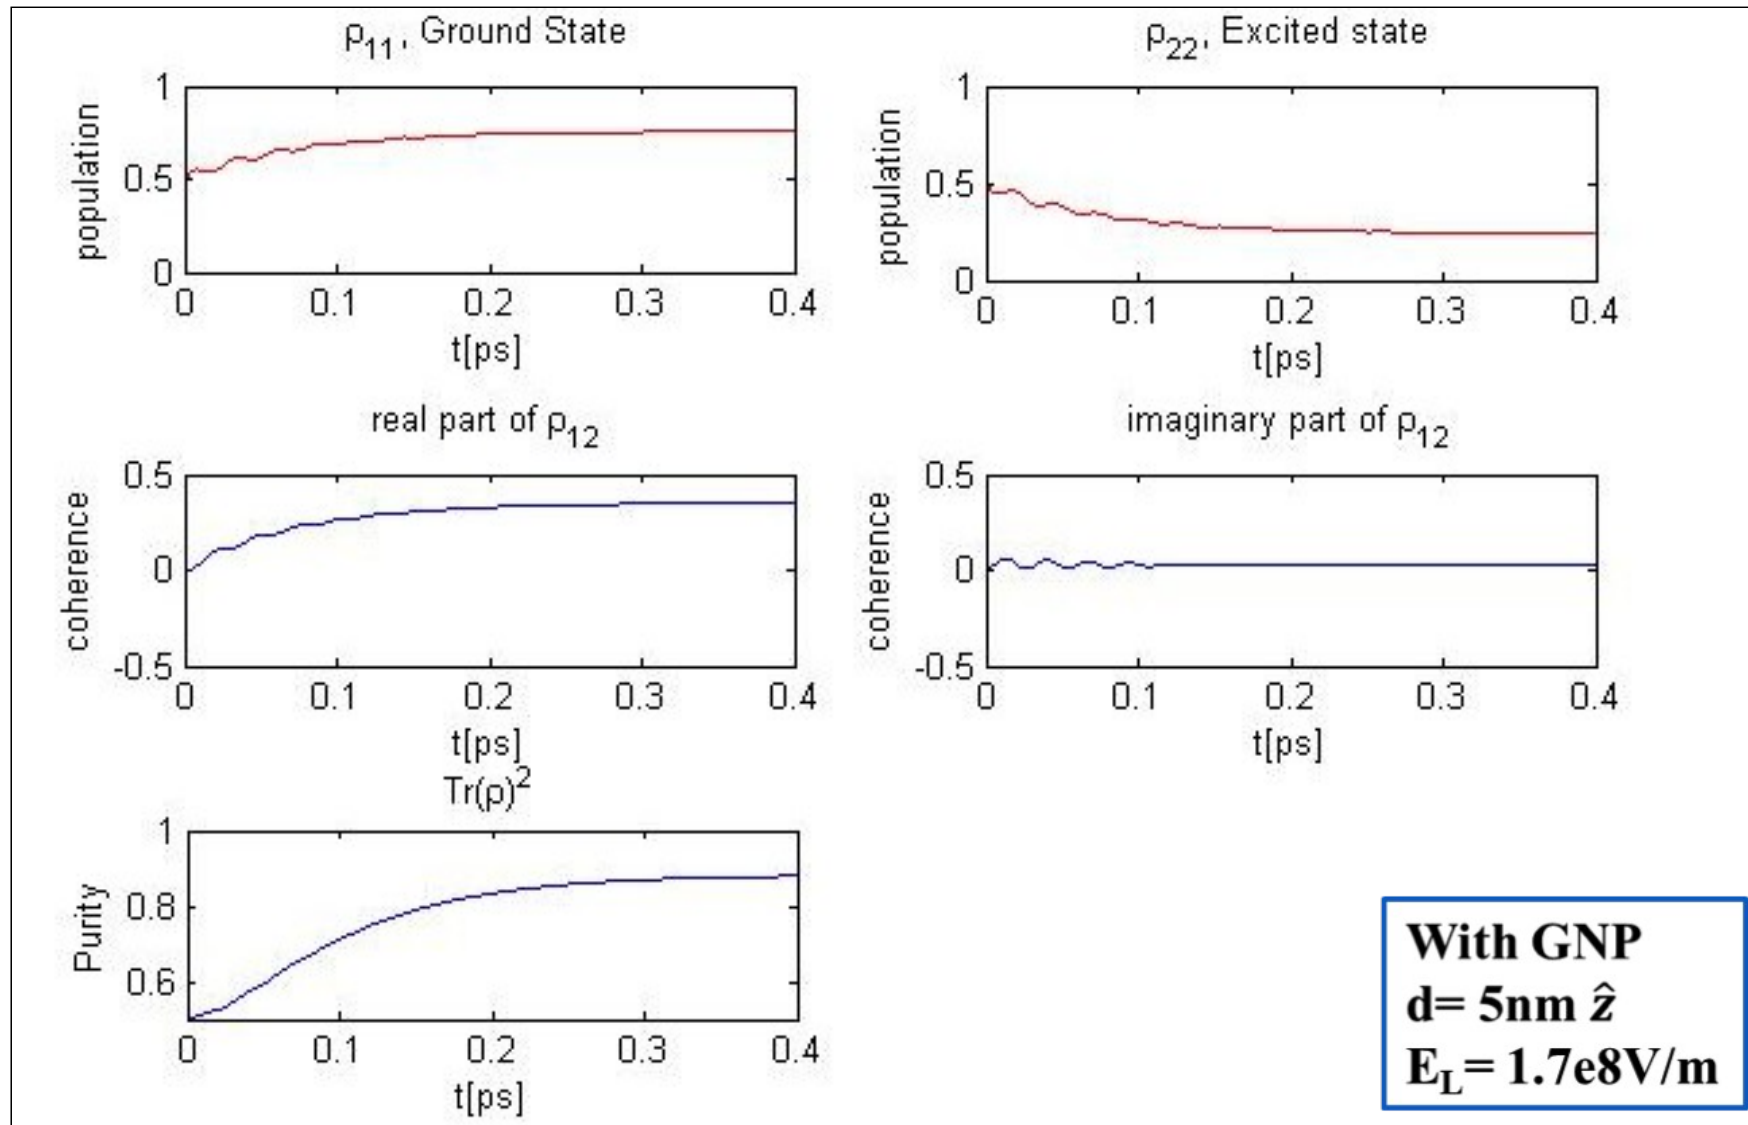 ρ₁₁, Ground State
population
1
0.5
0
0 0.1 0.2 0.3 0.4
t[ps]
ρ₂₂, Excited state
population
1
0.5
0
0 0.1 0.2 0.3 0.4
t[ps]
real part of ρ₁₂
coherence
0.5
0
-0.5
0 0.1 0.2 0.3 0.4
t[ps]
imaginary part of ρ₁₂
coherence
0.5
0
-0.5
0 0.1 0.2 0.3 0.4
t[ps]
Tr(ρ)²
Purity
1
0.8
0.6
0 0.1 0.2 0.3 0.4
t[ps]
With GNP
d= 5nm ẑ
E_L= 1.7e8V/m